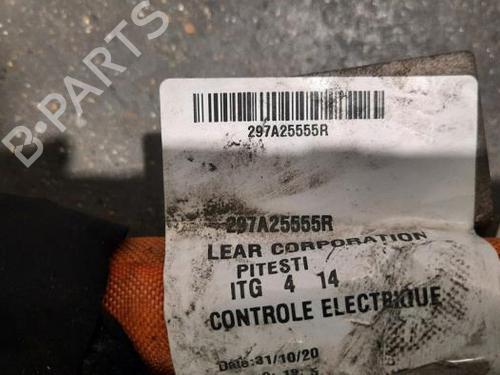 B-PARTS
297A25555R
297A25555R
LEAR CORPORATION
PITESTI
ITG 4 14
CONTROLE ELECTRIQUE
Date:31/10/20